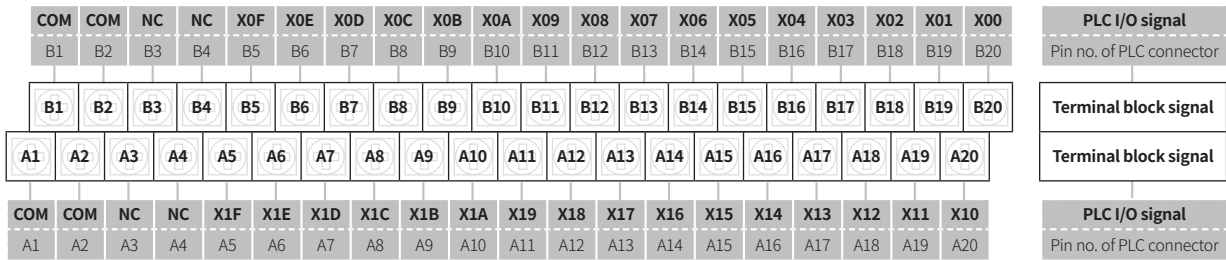 COM COM NC NC X0F X0E X0D X0C X0B X0A X09 X08 X07 X06 X05 X04 X03 X02 X01 X00 PLC I/O signal
B1 B2 B3 B4 B5 B6 B7 B8 B9 B10 B11 B12 B13 B14 B15 B16 B17 B18 B19 B20 Pin no. of PLC connector
B1 B2 B3 B4 B5 B6 B7 B8 B9 B10 B11 B12 B13 B14 B15 B16 B17 B18 B19 B20 Terminal block signal
A1 A2 A3 A4 A5 A6 A7 A8 A9 A10 A11 A12 A13 A14 A15 A16 A17 A18 A19 A20 Terminal block signal
COM COM NC NC X1F X1E X1D X1C X1B X1A X19 X18 X17 X16 X15 X14 X13 X12 X11 X10 PLC I/O signal
A1 A2 A3 A4 A5 A6 A7 A8 A9 A10 A11 A12 A13 A14 A15 A16 A17 A18 A19 A20 Pin no. of PLC connector